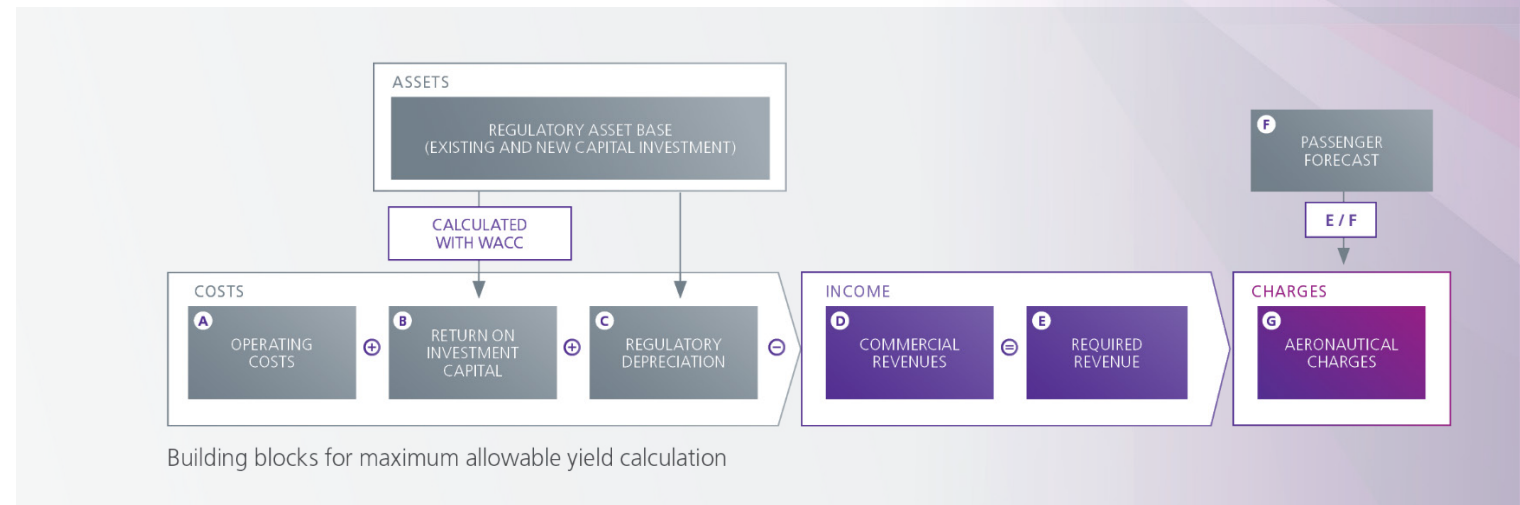 ASSETS
REGULATORY ASSET BASE
(EXISTING AND NEW CAPITAL INVESTMENT)
F
PASSENGER
FORECAST
CALCULATED
WITH WACC
E / F
COSTS
A
OPERATING
COSTS
+
B
RETURN ON
INVESTMENT
CAPITAL
+
C
REGULATORY
DEPRECIATION
−
INCOME
D
COMMERCIAL
REVENUES
=
E
REQUIRED
REVENUE
CHARGES
G
AERONAUTICAL
CHARGES
Building blocks for maximum allowable yield calculation